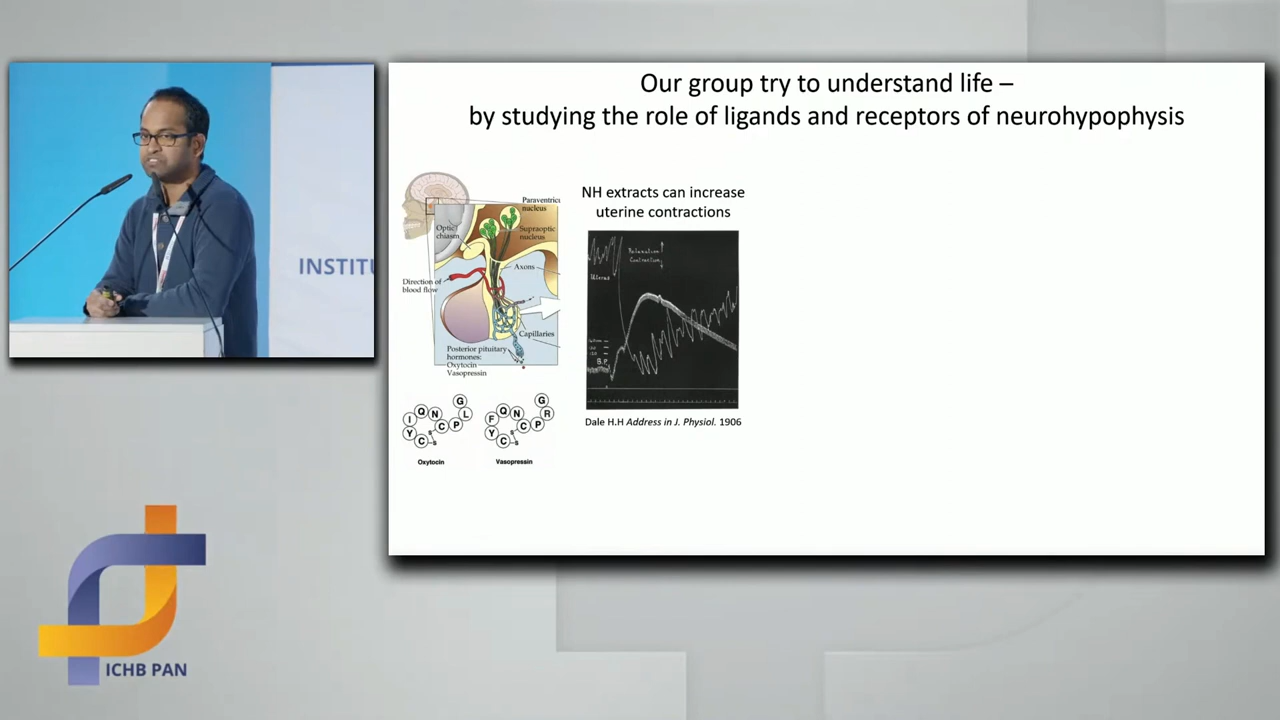 Our group try to understand life –
by studying the role of ligands and receptors of neurohypophysis
NH extracts can increase
uterine contractions
Paraventric
nucleus
Optic
chiasm
Supraoptic
nucleus
Axons
Direction of
blood flow
Capillaries
Posterior pituitary
hormones:
Oxytocin
Vasopressin
Relaxation
Contraction
Uterus
B.P.
Dale H.H Address in J. Physiol. 1906
C Y I Q N C P L G
S
S
Oxytocin
C Y F Q N C P R G
S
S
Vasopressin
INSTITU
ICHB PAN